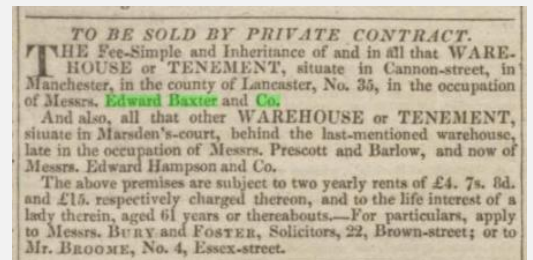 TO BE SOLD BY PRIVATE CONTRACT.
THE Fee-Simple and Inheritance of and in all that WARE-
HOUSE or TENEMENT, situate in Cannon-street, in
Manchester, in the county of Lancaster, No. 35, in the occupation
of Messrs. Edward Baxter and Co.
And also, all that other WAREHOUSE or TENEMENT,
situate in Marsden's-court, behind the last-mentioned warehouse,
late in the occupation of Messrs. Prescott and Barlow, and now of
Messrs. Edward Hampson and Co.
The above premises are subject to two yearly rents of £4. 7s. 8d.
and £15. respectively charged thereon, and to the life interest of a
lady therein, aged 61 years or thereabouts.—For particulars, apply
to Messrs. BURY and FOSTER, Solicitors, 22, Brown-street; or to
Mr. BROOME, No. 4, Essex-street.